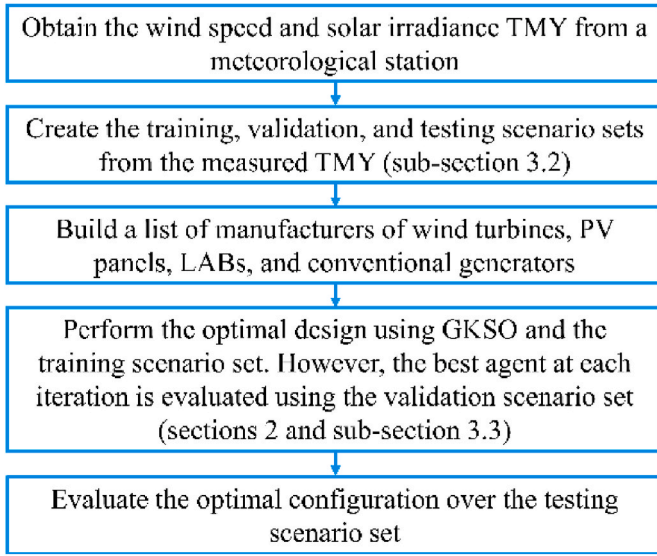 Obtain the wind speed and solar irradiance TMY from a
meteorological station
Create the training, validation, and testing scenario sets
from the measured TMY (sub-section 3.2)
Build a list of manufacturers of wind turbines, PV
panels, LABs, and conventional generators
Perform the optimal design using GKSO and the
training scenario set. However, the best agent at each
iteration is evaluated using the validation scenario set
(sections 2 and sub-section 3.3)
Evaluate the optimal configuration over the testing
scenario set